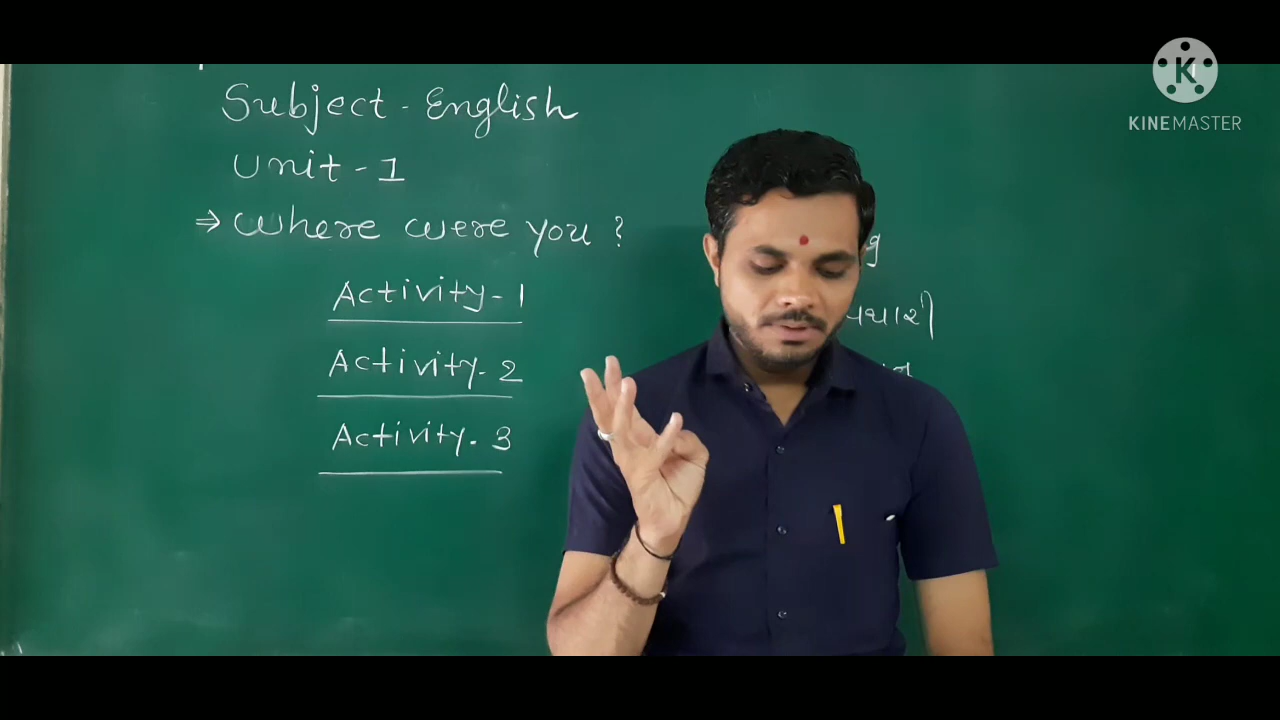 Subject - English
Unit - 1
⇒ Where were you ?
Activity - 1
Activity - 2
Activity - 3
KINEMASTER